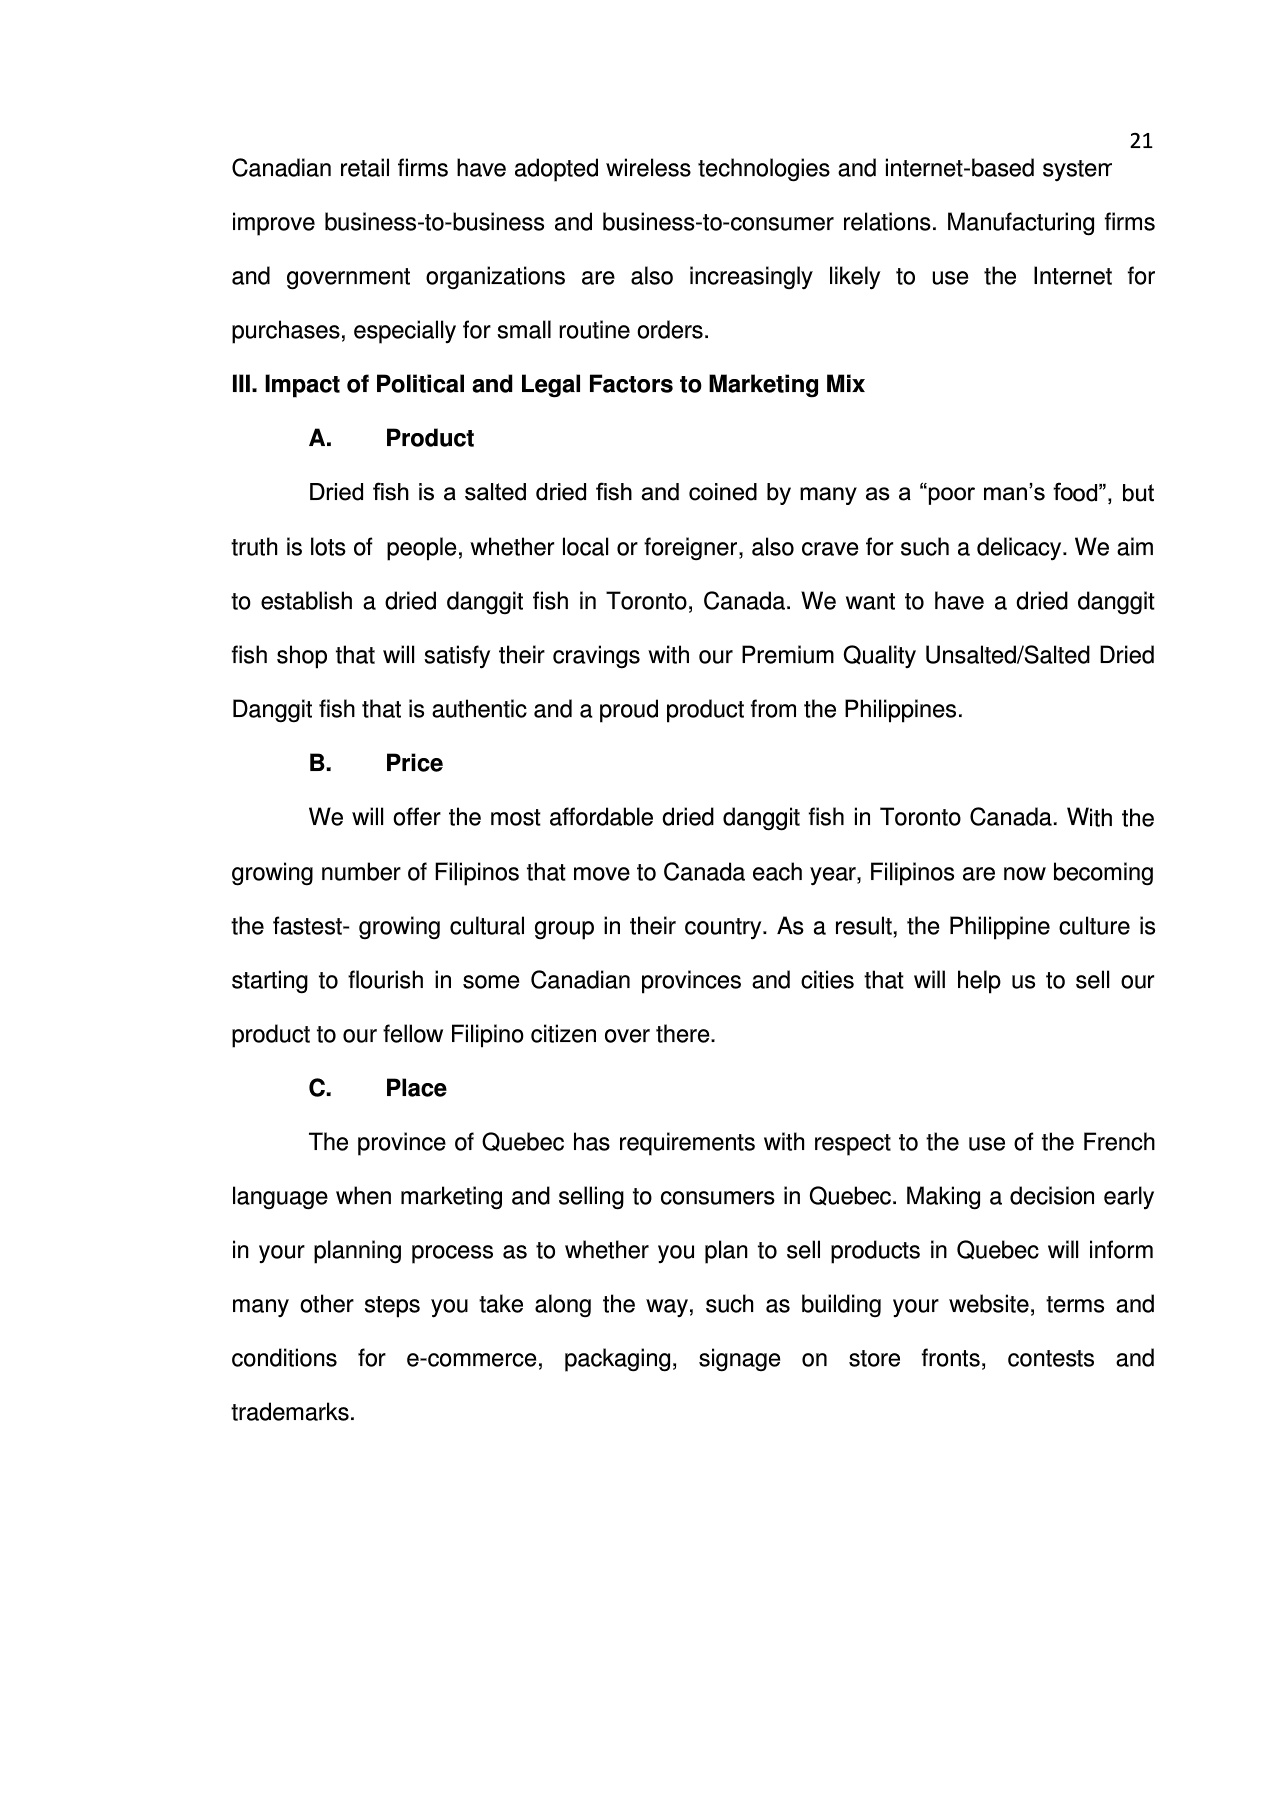 21
Canadian retail firms have adopted wireless technologies and internet-based
improve business-to-business and business-to-consumer relations. Manufacturing firms
and government organizations are also increasingly likely to use the Internet for
purchases, especially for small routine orders.
III. Impact of Political and Legal Factors to Marketing Mix
A. Product
Dried fish is a salted dried fish and coined by many as a “poor man’s food”, but
truth is lots of people, whether local or foreigner, also crave for such a delicacy. We aim
to establish a dried danggit fish in Toronto, Canada. We want to have a dried danggit
fish shop that will satisfy their cravings with our Premium Quality Unsalted/Salted Dried
Danggit fish that is authentic and a proud product from the Philippines.
B. Price
We will offer the most affordable dried danggit fish in Toronto Canada. With the
growing number of Filipinos that move to Canada each year, Filipinos are now becoming
the fastest- growing cultural group in their country. As a result, the Philippine culture is
starting to flourish in some Canadian provinces and cities that will help us to sell our
product to our fellow Filipino citizen over there.
C. Place
The province of Quebec has requirements with respect to the use of the French
language when marketing and selling to consumers in Quebec. Making a decision early
in your planning process as to whether you plan to sell products in Quebec will inform
many other steps you take along the way, such as building your website, terms and
conditions for e-commerce, packaging, signage on store fronts, contests and
trademarks.